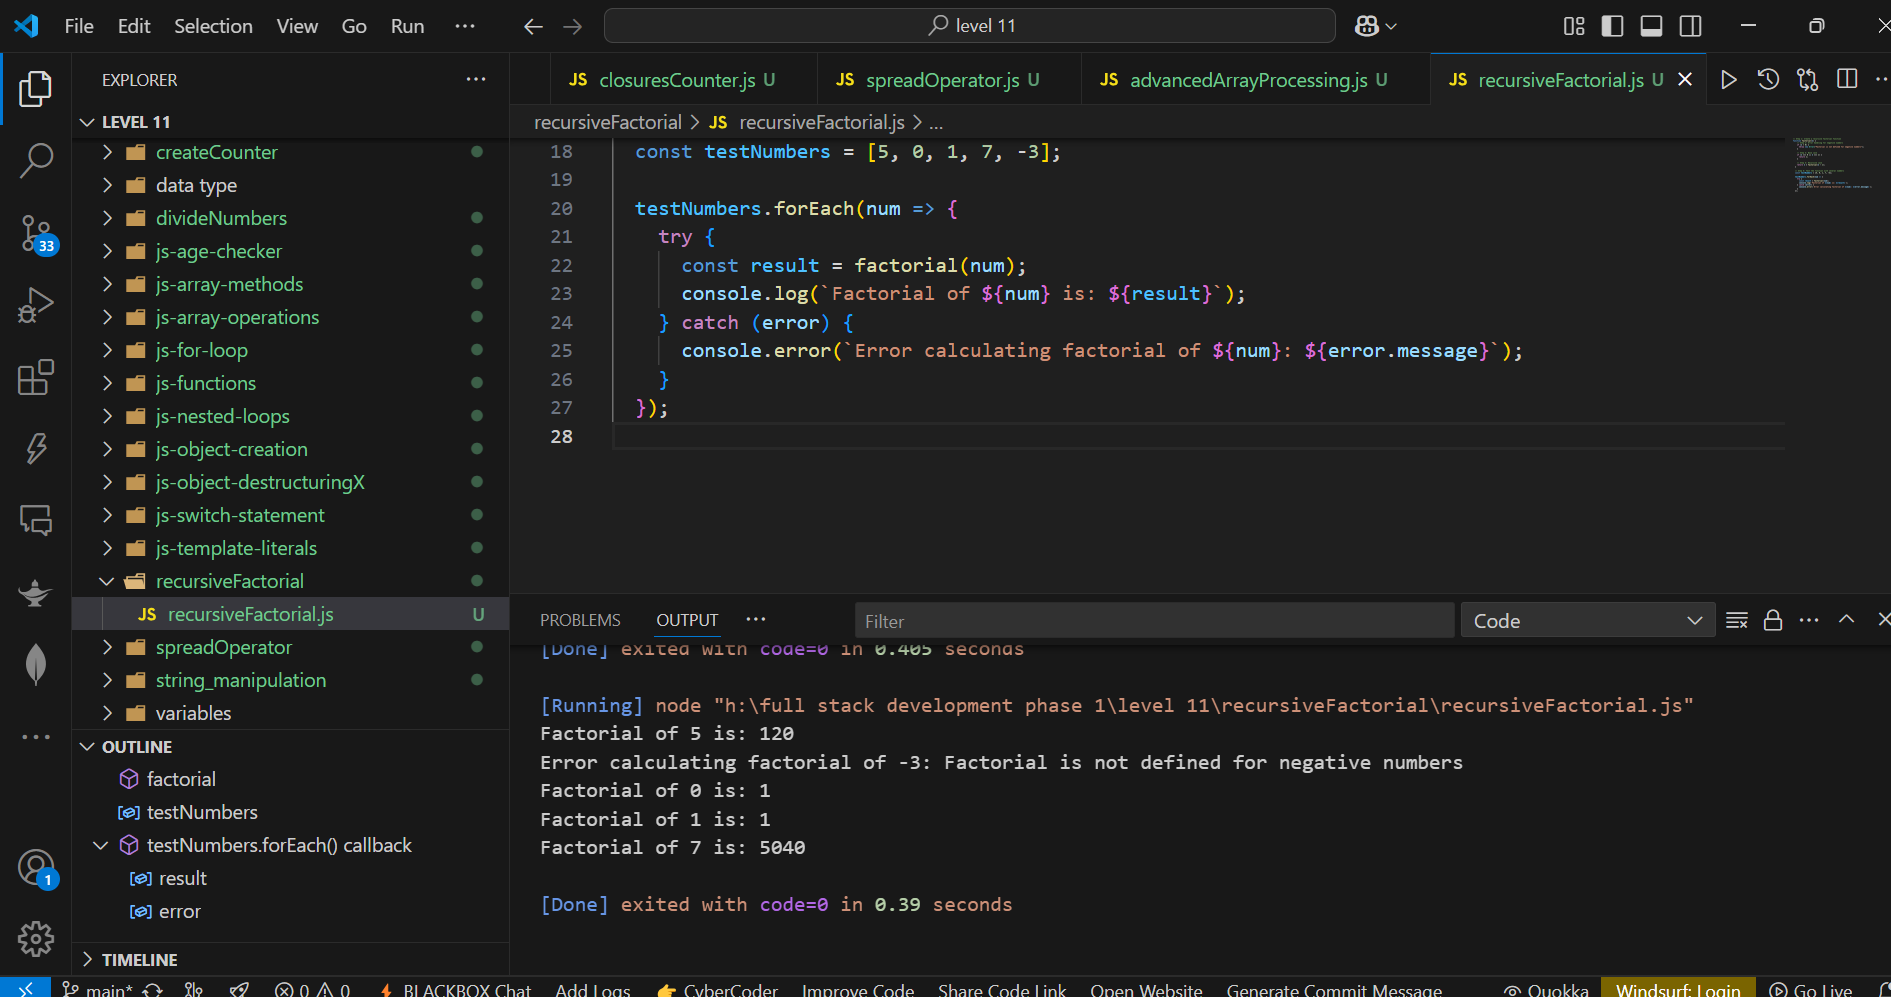 File Edit Selection View Go Run ··· level 11
EXPLORER ···
LEVEL 11
createCounter
data type
divideNumbers
js-age-checker
js-array-methods
js-array-operations
js-for-loop
js-functions
js-nested-loops
js-object-creation
js-object-destructuringX
js-switch-statement
js-template-literals
recursiveFactorial
JS recursiveFactorial.js U
spreadOperator
string_manipulation
variables
OUTLINE
factorial
testNumbers
testNumbers.forEach() callback
result
error
TIMELINE
33
1
JS closuresCounter.js U JS spreadOperator.js U JS advancedArrayProcessing.js U JS recursiveFactorial.js U
recursiveFactorial > JS recursiveFactorial.js > ...
18 const testNumbers = [5, 0, 1, 7, -3];
19
20 testNumbers.forEach(num => {
21 try {
22 const result = factorial(num);
23 console.log(`Factorial of ${num} is: ${result}`);
24 } catch (error) {
25 console.error(`Error calculating factorial of ${num}: ${error.message}`);
26 }
27 });
28
PROBLEMS OUTPUT ··· Filter Code
[Done] exited with code=0 in 0.405 seconds
[Running] node "h:\full stack development phase 1\level 11\recursiveFactorial\recursiveFactorial.js"
Factorial of 5 is: 120
Error calculating factorial of -3: Factorial is not defined for negative numbers
Factorial of 0 is: 1
Factorial of 1 is: 1
Factorial of 7 is: 5040
[Done] exited with code=0 in 0.39 seconds
main* 0 0 BLACKBOX Chat Add Logs CyberCoder Improve Code Share Code Link Open Website Generate Commit Message Quokka Windsurf: Login Go Live